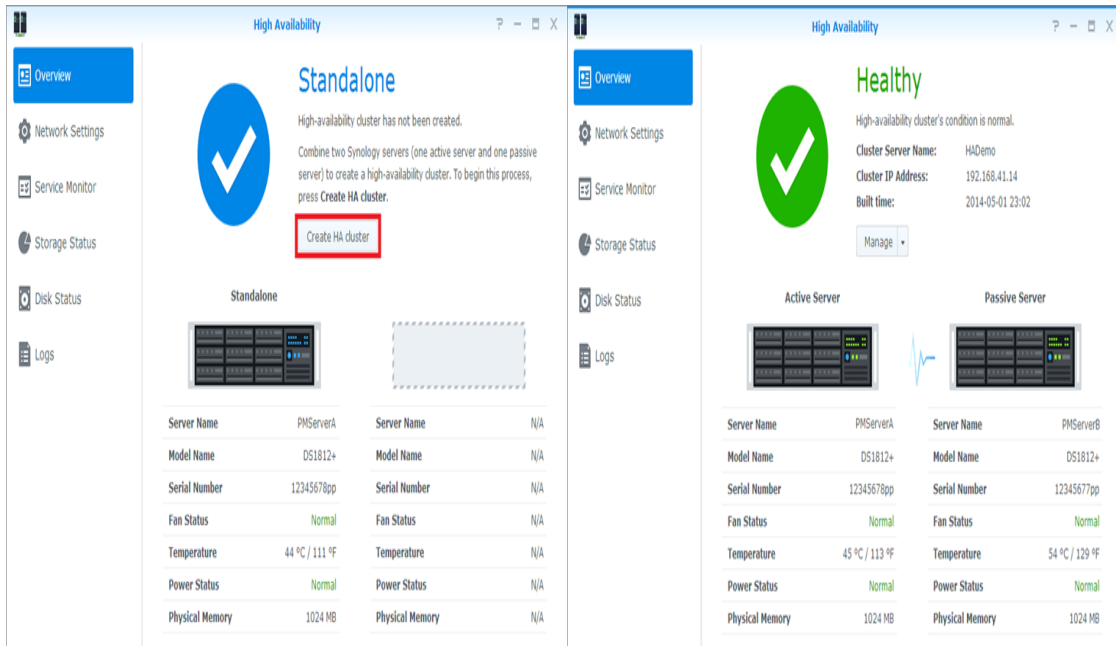 High Availability
Overview
Network Settings
Service Monitor
Storage Status
Disk Status
Logs
Standalone
High-availability cluster has not been created.
Combine two Synology servers (one active server and one passive
server) to create a high-availability cluster. To begin this process,
press Create HA cluster.
Create HA cluster
Standalone
Server Name PMServerA Server Name N/A
Model Name DS1812+ Model Name N/A
Serial Number 12345678pp Serial Number N/A
Fan Status Normal Fan Status N/A
Temperature 44 ºC / 111 ºF Temperature N/A
Power Status Normal Power Status N/A
Physical Memory 1024 MB Physical Memory N/A
High Availability
Overview
Network Settings
Service Monitor
Storage Status
Disk Status
Logs
Healthy
High-availability cluster's condition is normal.
Cluster Server Name: HADemo
Cluster IP Address: 192.168.41.14
Built time: 2014-05-01 23:02
Manage
Active Server Passive Server
Server Name PMServerA Server Name PMServerB
Model Name DS1812+ Model Name DS1812+
Serial Number 12345678pp Serial Number 12345677pp
Fan Status Normal Fan Status Normal
Temperature 45 ºC / 113 ºF Temperature 54 ºC / 129 ºF
Power Status Normal Power Status Normal
Physical Memory 1024 MB Physical Memory 1024 MB